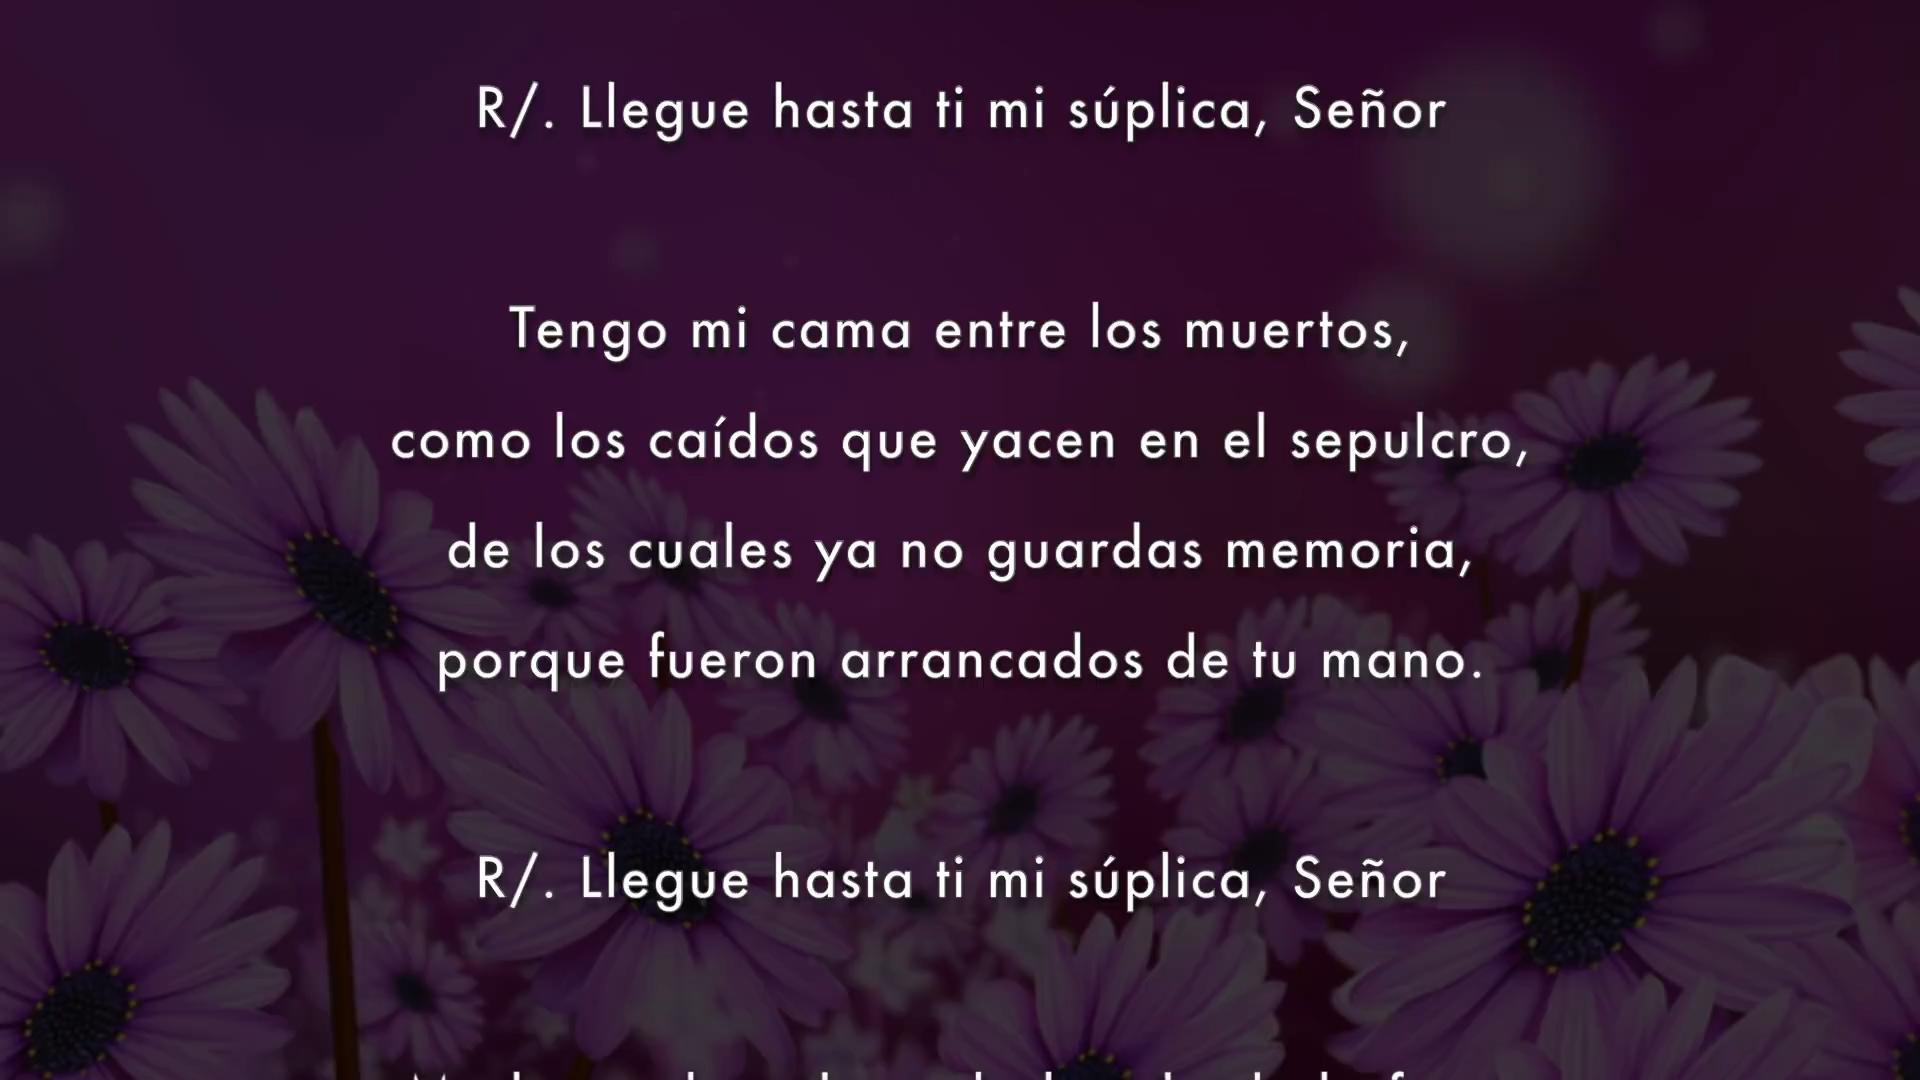 R/. Llegue hasta ti mi súplica, Señor
Tengo mi cama entre los muertos,
como los caídos que yacen en el sepulcro,
de los cuales ya no guardas memoria,
porque fueron arrancados de tu mano.
R/. Llegue hasta ti mi súplica, Señor